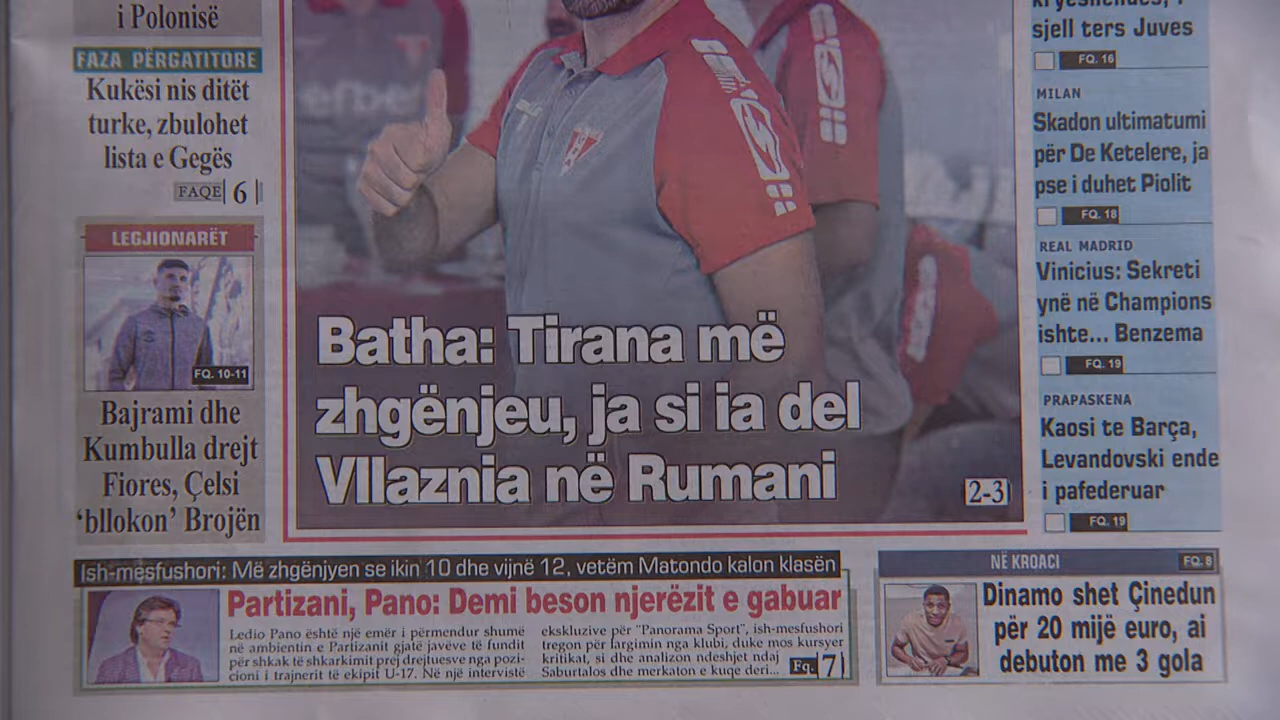 i Polonisë
FAZA PËRGATITORE
Kukësi nis ditët
turke, zbulohet
lista e Gegës
FAQE 6
LEGJIONARËT
FQ. 10-11
Bajrami dhe
Kumbulla drejt
Fiores, Çelsi
‘bllokon’ Brojën
Batha: Tirana më
zhgënjeu, ja si ia del
Vllaznia në Rumani
2-3
sjell ters Juves
FQ. 16
MILAN
Skadon ultimatumi
për De Ketelere, ja
pse i duhet Piolit
FQ. 18
REAL MADRID
Vinicius: Sekreti
ynë në Champions
ishte... Benzema
FQ. 19
PRAPASKENA
Kaosi te Barça,
Levandovski ende
i pafederuar
FQ. 19
Ish-mesfushori: Më zhgënjyen se ikin 10 dhe vijnë 12, vetëm Matondo kalon klasën
Partizani, Pano: Demi beson njerëzit e gabuar
Ledio Pano është një emër i përmendur shumë
në ambientin e Partizanit gjatë javëve të fundit
për shkak të shkarkimit prej drejtuesve nga pozi-
cioni i trajnerit të ekipit U-17. Në një intervistë
ekskluzive për "Panorama Sport", ish-mesfushori
tregon për largimin nga klubi, duke mos kursyer
kritikat, si dhe analizon ndeshjet ndaj
Saburtalos dhe merkaton e kuqe deri...
Fq. 7
NË KROACI
FQ. 8
Dinamo shet Çinedun
për 20 mijë euro, ai
debuton me 3 gola